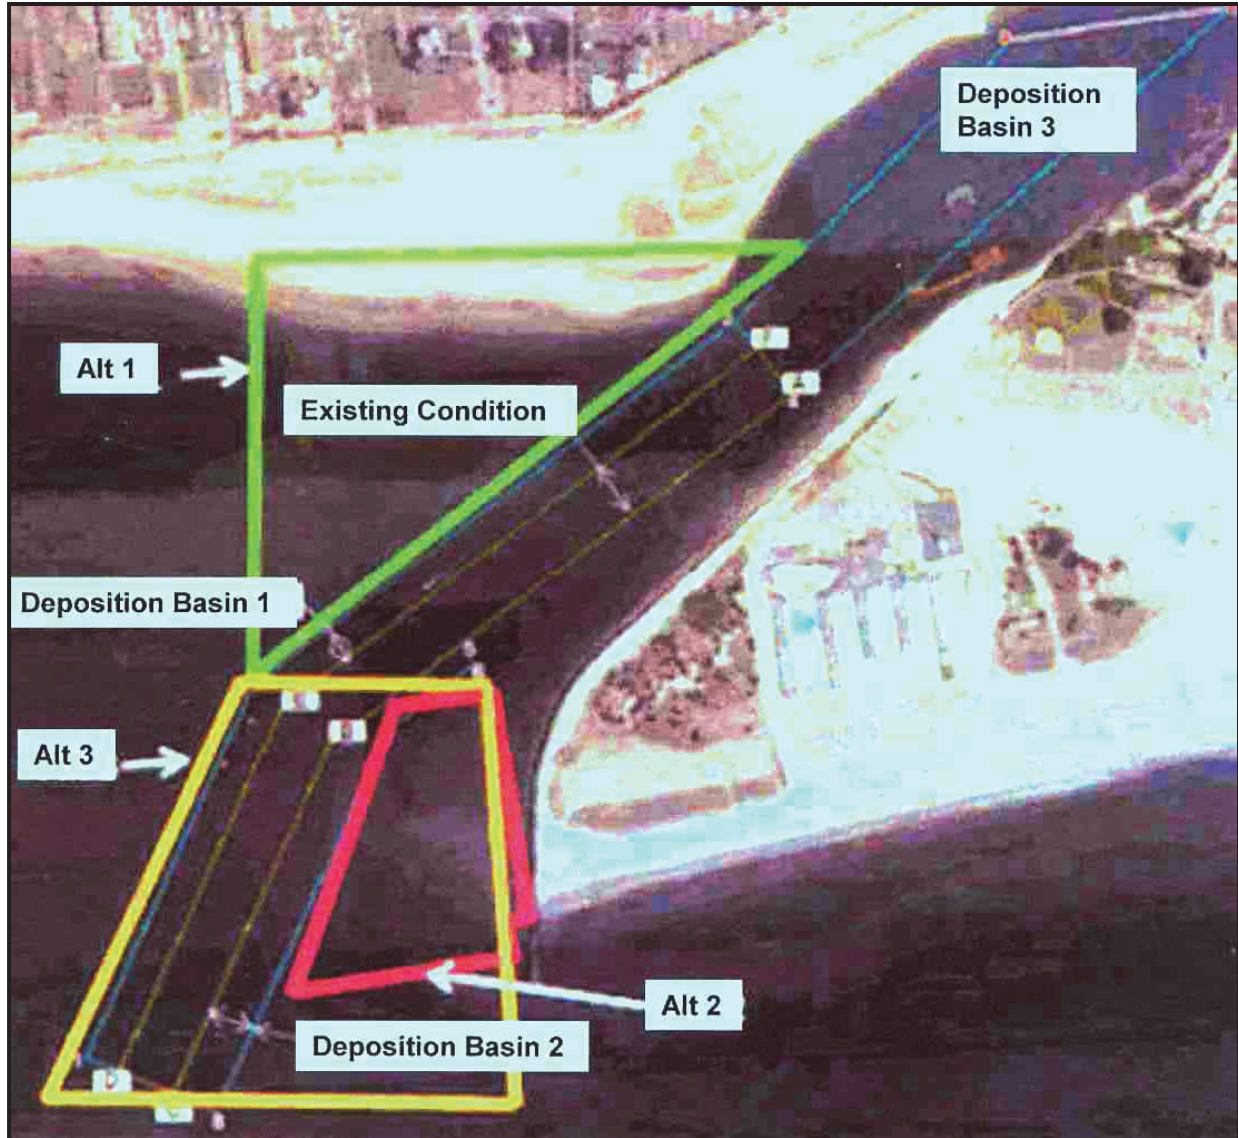 Deposition
Basin 3
Alt 1
Existing Condition
A
Deposition Basin 1
Alt 3
Alt 2
Deposition Basin 2